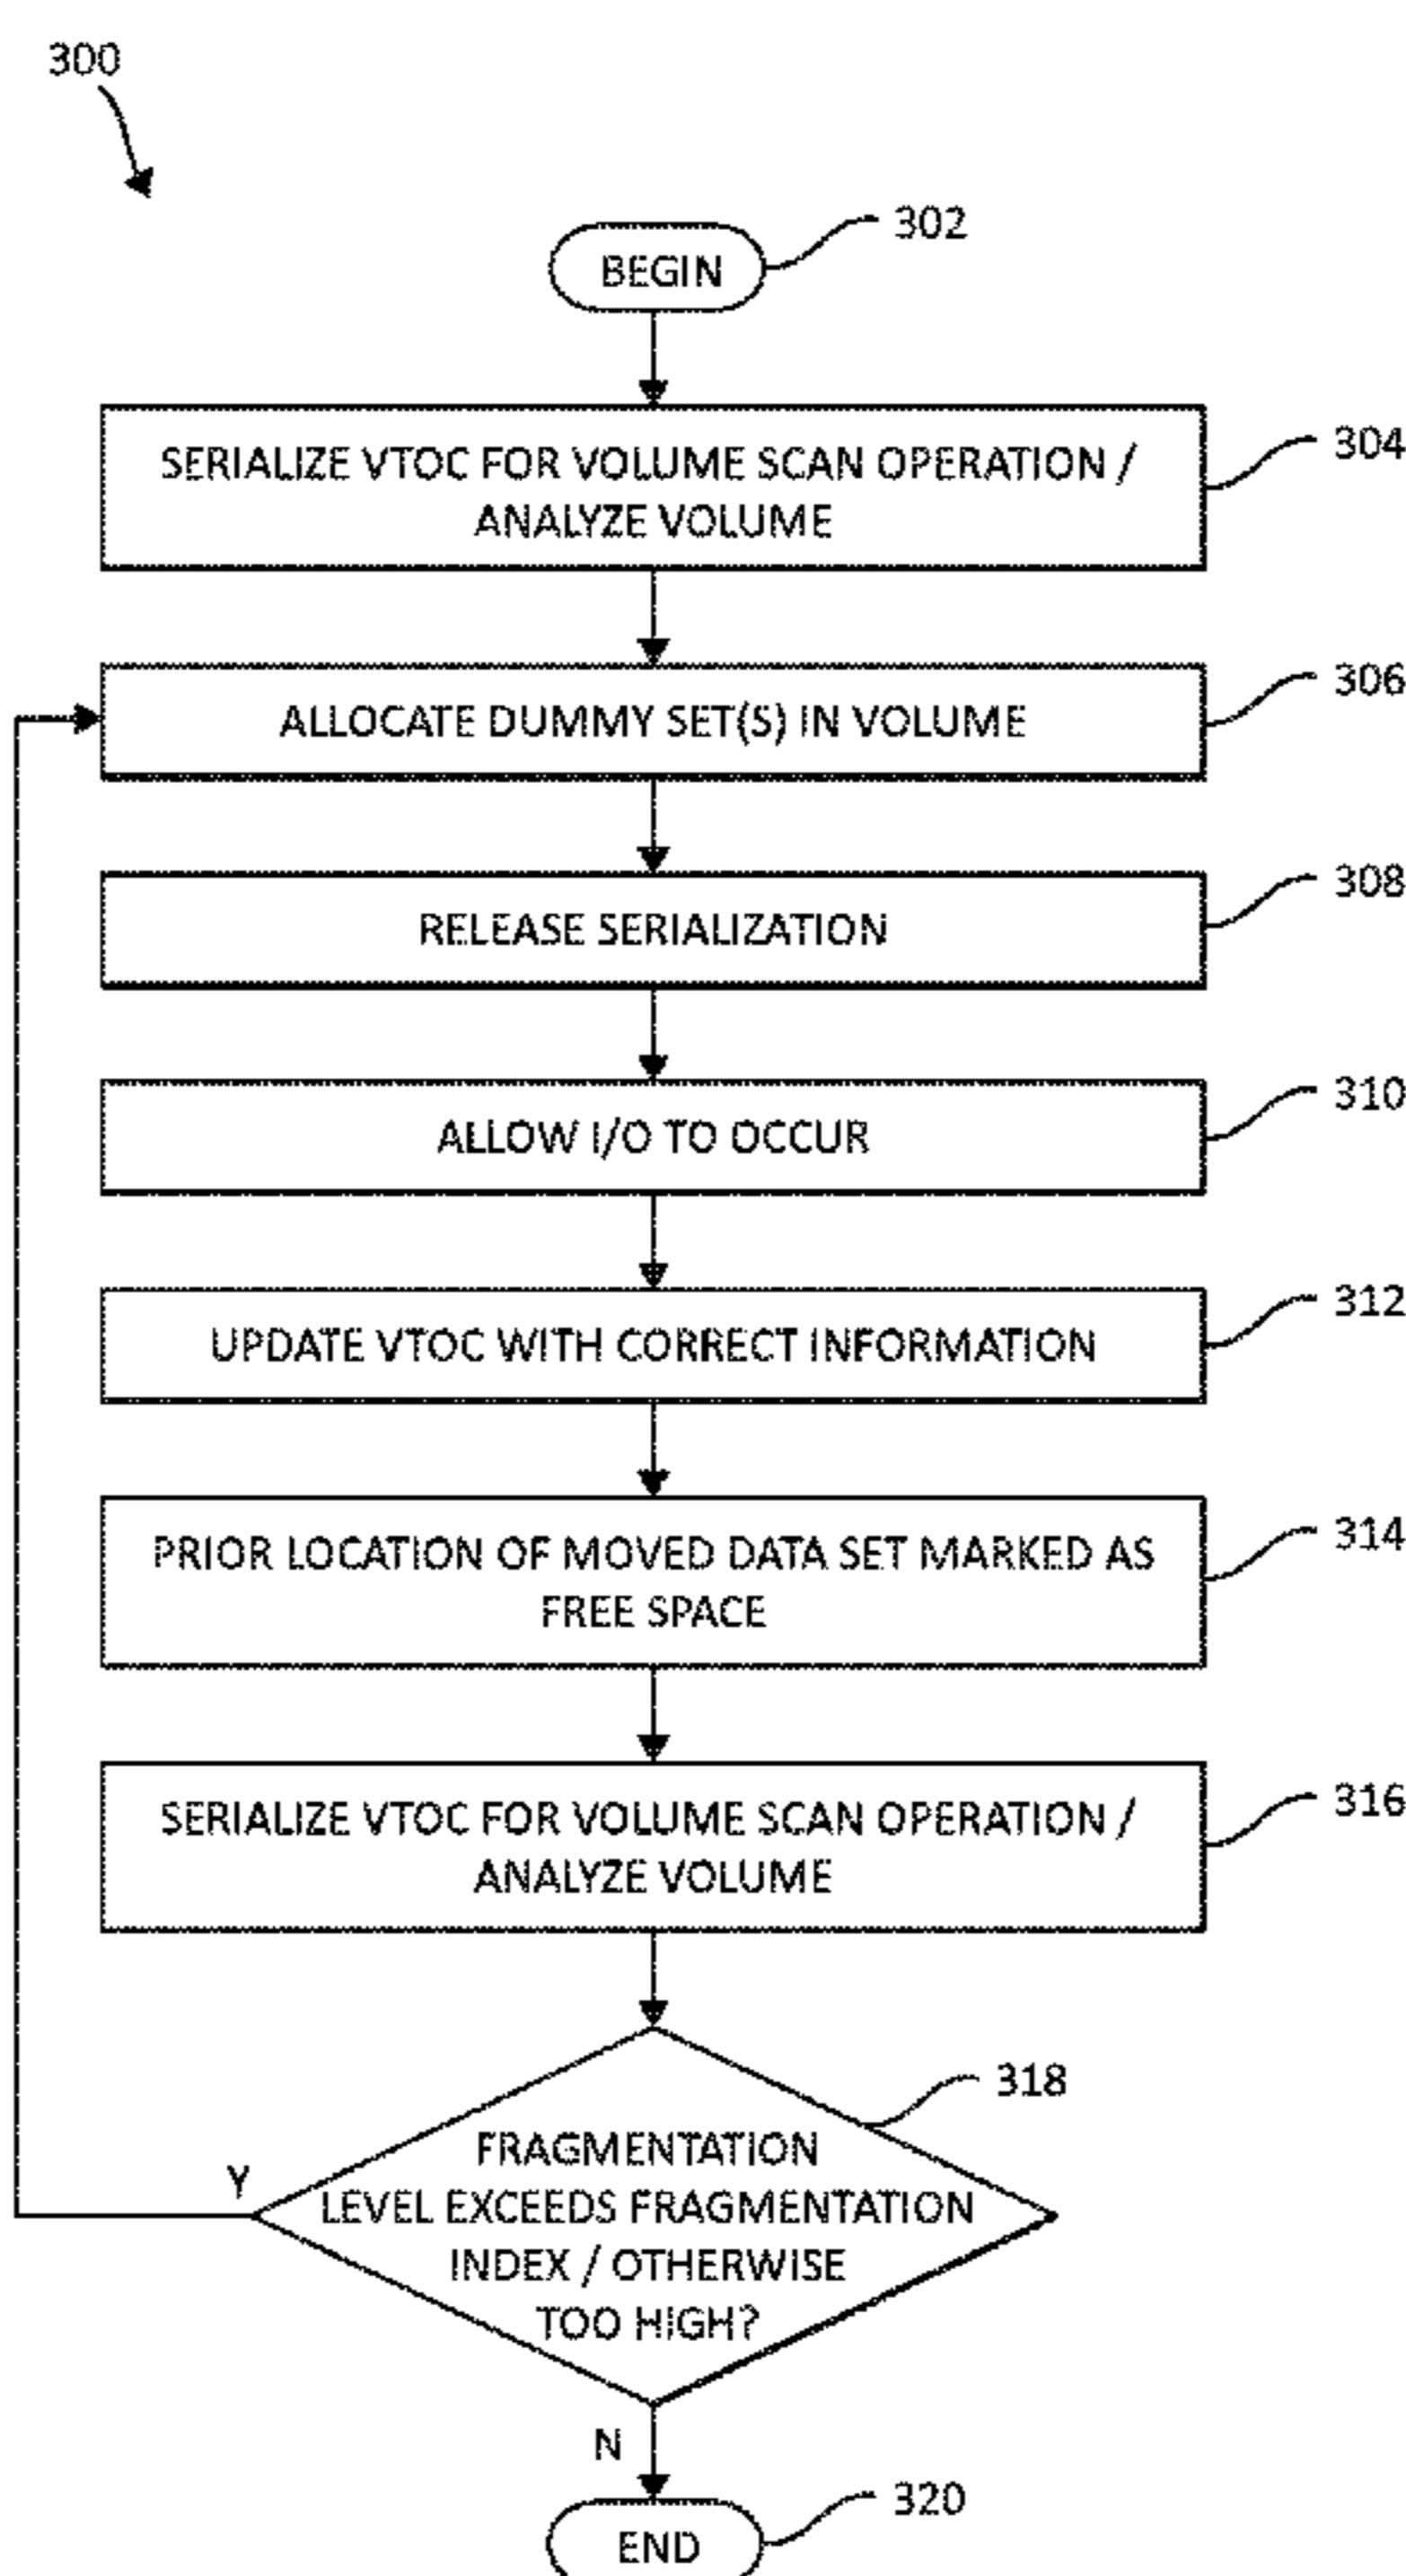 300
302
BEGIN
304
SERIALIZE VTOC FOR VOLUME SCAN OPERATION /
ANALYZE VOLUME
306
ALLOCATE DUMMY SET(S) IN VOLUME
308
RELEASE SERIALIZATION
310
ALLOW I/O TO OCCUR
312
UPDATE VTOC WITH CORRECT INFORMATION
314
PRIOR LOCATION OF MOVED DATA SET MARKED AS
FREE SPACE
316
SERIALIZE VTOC FOR VOLUME SCAN OPERATION /
ANALYZE VOLUME
318
FRAGMENTATION
LEVEL EXCEEDS FRAGMENTATION
INDEX / OTHERWISE
TOO HIGH?
Y
N
320
END